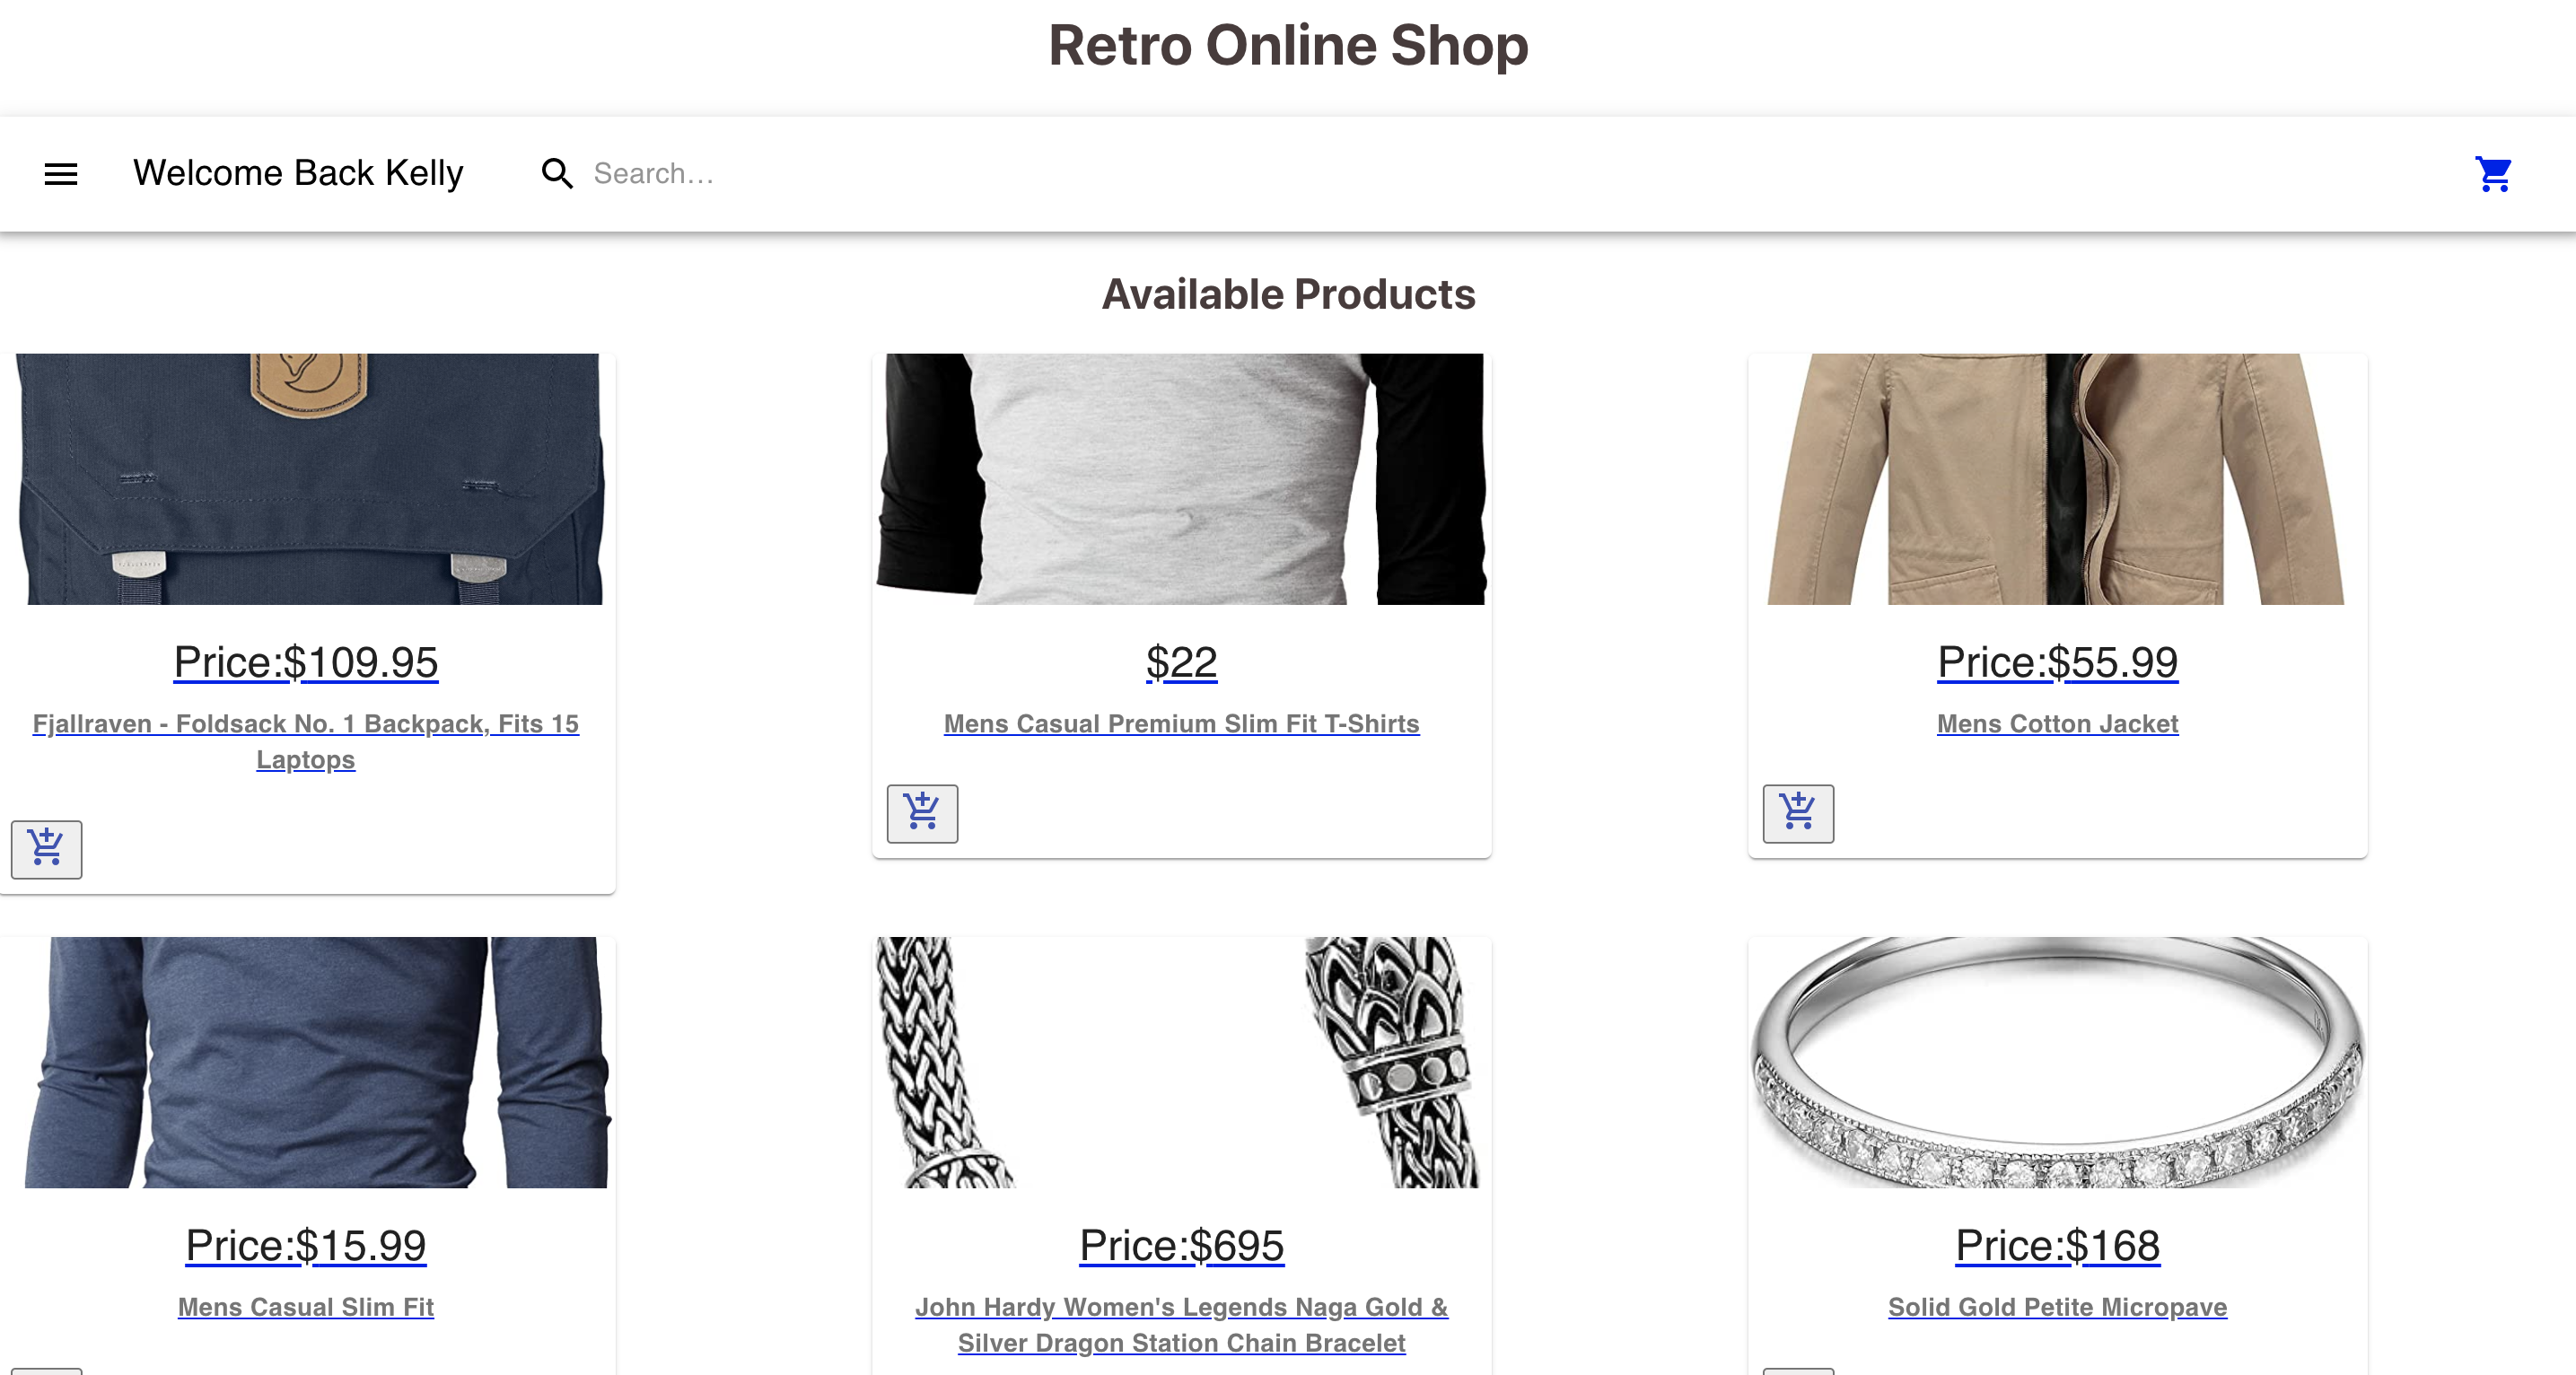 Retro Online Shop
Welcome Back Kelly
Search...
Available Products
Price:$109.95
Fjallraven - Foldsack No. 1 Backpack, Fits 15
Laptops
$22
Mens Casual Premium Slim Fit T-Shirts
Price:$55.99
Mens Cotton Jacket
Price:$15.99
Mens Casual Slim Fit
Price:$695
John Hardy Women's Legends Naga Gold &
Silver Dragon Station Chain Bracelet
Price:$168
Solid Gold Petite Micropave